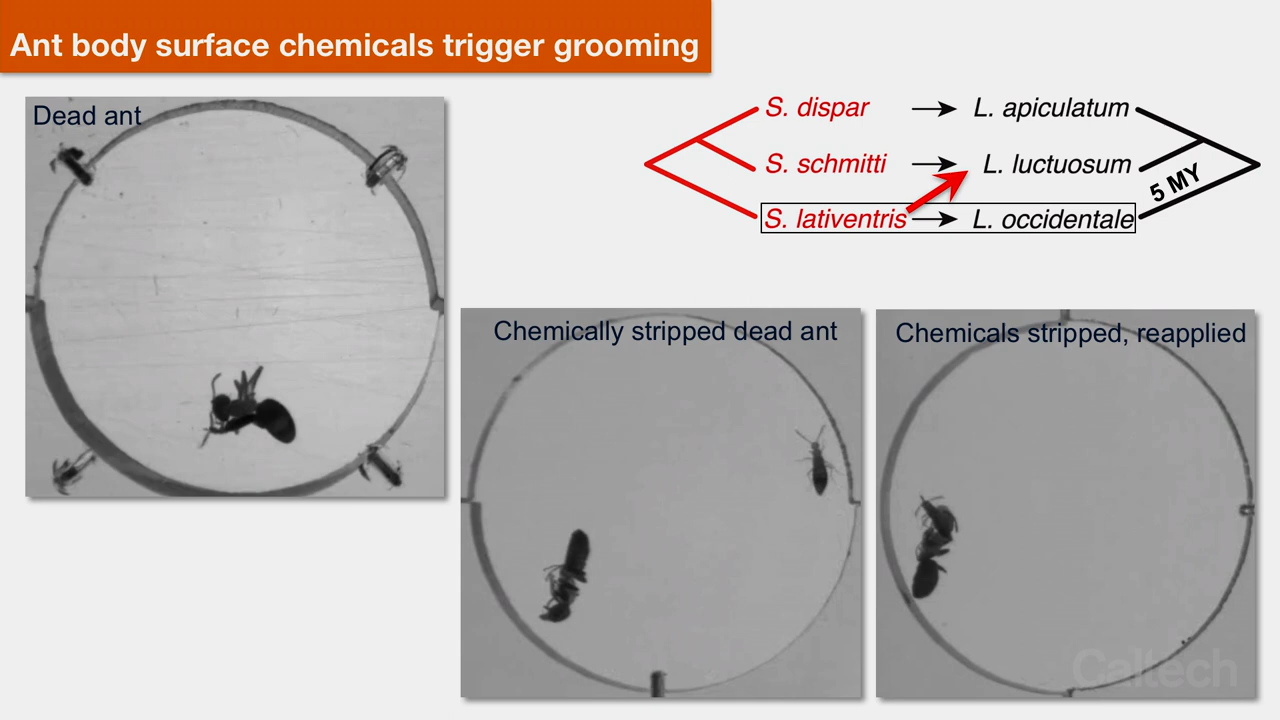 Ant body surface chemicals trigger grooming
Dead ant
S. dispar → L. apiculatum
S. schmitti → L. luctuosum
S. lativentris → L. occidentale
5 MY
Chemically stripped dead ant
Chemicals stripped, reapplied
Caltech